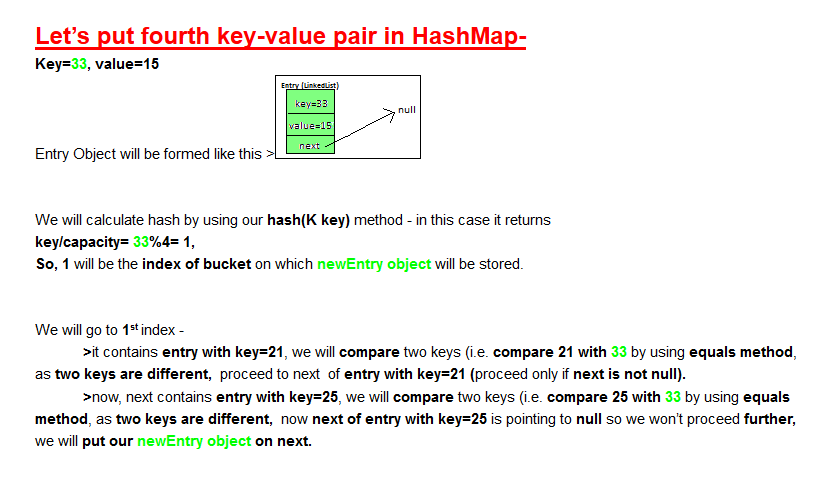 Let’s put fourth key-value pair in HashMap-
Key=33, value=15
Entry (LinkedList)
key=33
null
value=15
next
Entry Object will be formed like this >
We will calculate hash by using our hash(K key) method - in this case it returns
key/capacity= 33%4= 1,
So, 1 will be the index of bucket on which newEntry object will be stored.
We will go to 1st index -
>it contains entry with key=21, we will compare two keys (i.e. compare 21 with 33 by using equals method,
as two keys are different,  proceed to next  of entry with key=21 (proceed only if next is not null).
>now, next contains entry with key=25, we will compare two keys (i.e. compare 25 with 33 by using equals
method, as two keys are different,  now next of entry with key=25 is pointing to null so we won’t proceed further,
we will put our newEntry object on next.